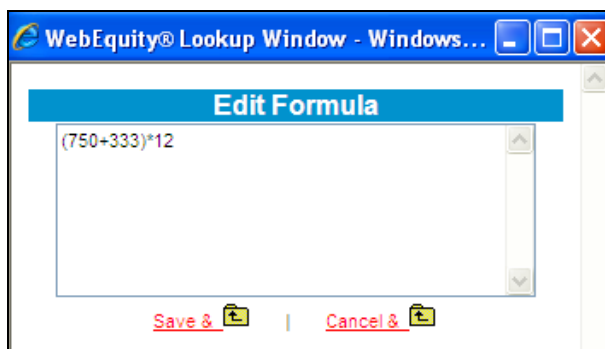 WebEquity® Lookup Window - Windows...
Edit Formula
(750+333)*12
Save & | Cancel &